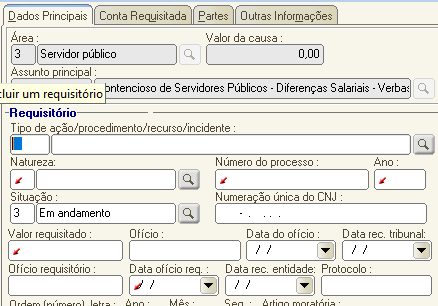 Dados Principais Conta Requisitada Partes Outras Informações
Área : Valor da causa :
3 Servidor público 0,00
Assunto principal
cluir um requisitório ontencioso de Servidores Públicos - Diferenças Salariais - Verbas
Requisitório
Tipo de ação/procedimento/recurso/incidente :
Natureza: Número do processo : Ano :
Situação : Numeração única do CNJ :
3 Em andamento - . . . .
Valor requisitado : Ofício : Data do ofício : Data rec. tribunal:
/ / / /
Ofício requisitório : Data ofício req. : Data rec. entidade: Protocolo :
/ / / /
Ordem (número) letra : Ano : Mês : Seq. : Artigo moratória :